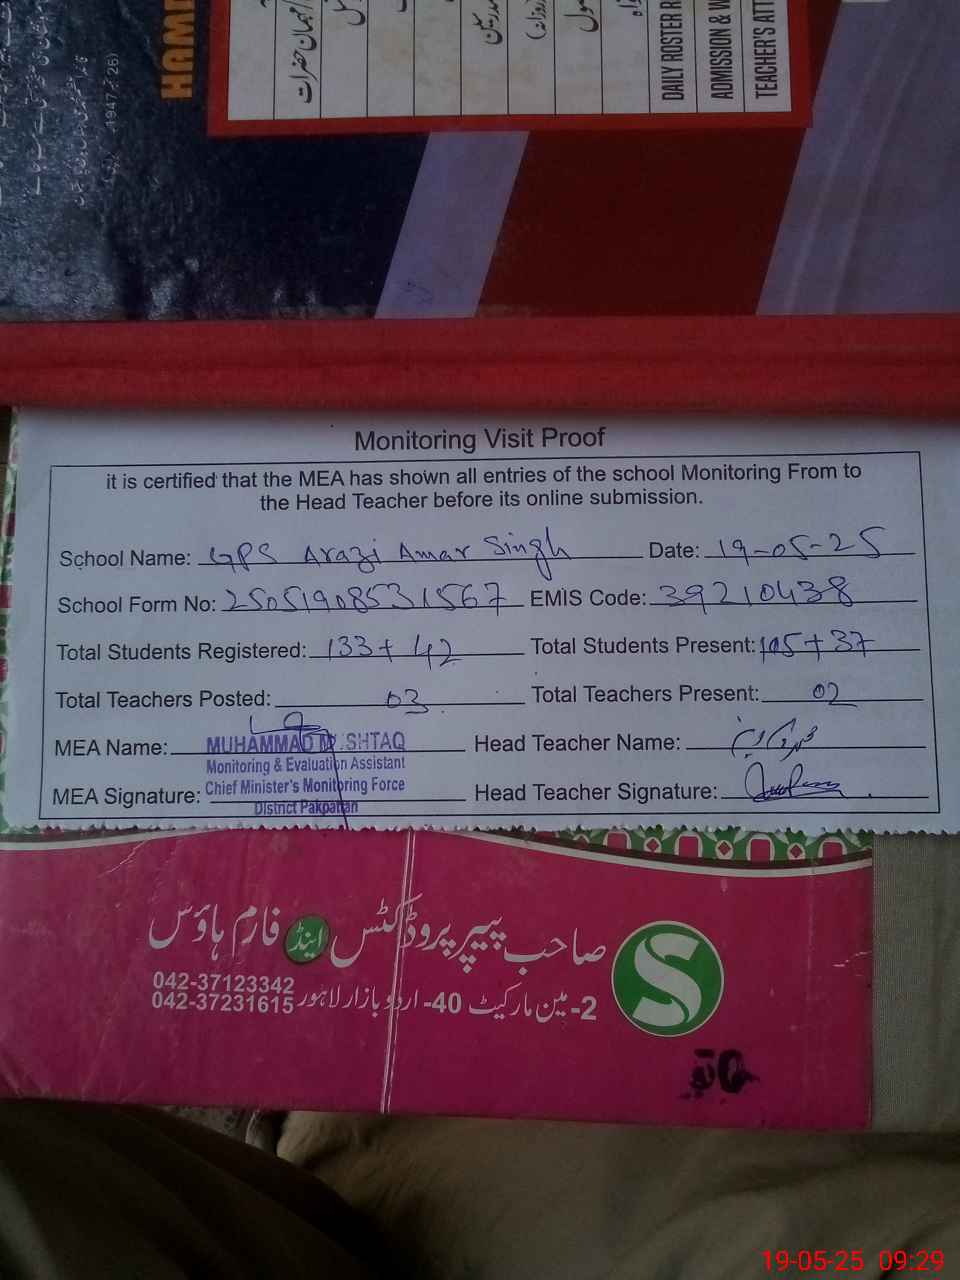 مہمان حضرات
DAILY ROSTER R
ADMISSION & W
TEACHER'S ATT
Monitoring Visit Proof
it is certified that the MEA has shown all entries of the school Monitoring From to
the Head Teacher before its online submission.
School Name: GPS Arazi Amar Singh Date: 19-05-25
School Form No: 2505190853 1567 EMIS Code: 39210438
Total Students Registered: 133+42 Total Students Present: 105+37
Total Teachers Posted: 03 Total Teachers Present: 02
MEA Name: MUHAMMAD MUSHTAQ Head Teacher Name:
Monitoring & Evaluation Assistant
MEA Signature: Chief Minister's Monitoring Force Head Teacher Signature:
District Pakpattan
صاحب پیپر پروڈکٹس اینڈ فارم ہاؤس
042-37123342
2- مین مارکیٹ 40- اردو بازار لاہور 042-37231615
S
19-05-25 09:29